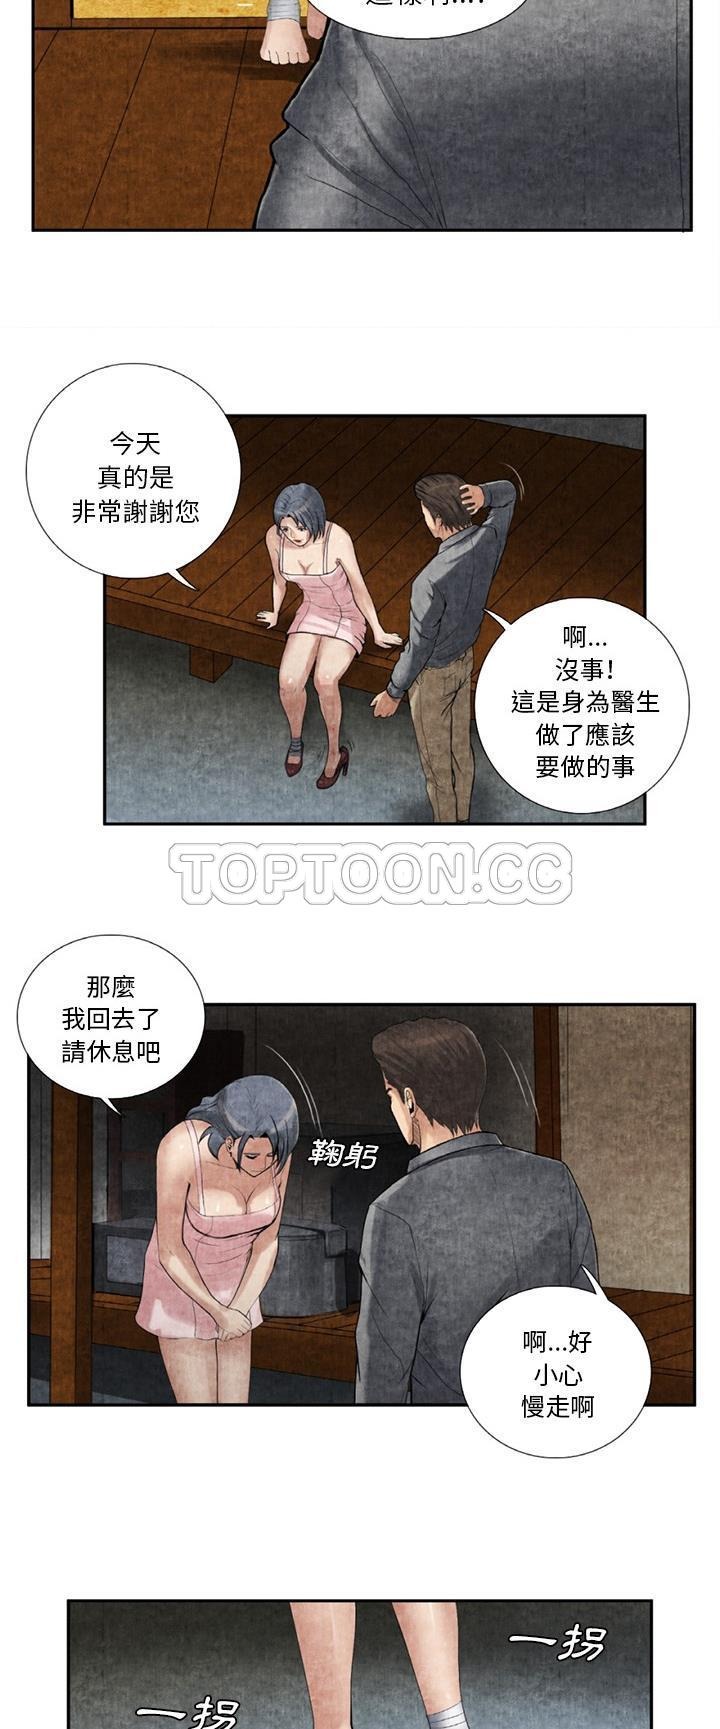 今天
真的是
非常謝謝您
啊...
沒事!
這是身為醫生
做了應該
要做的事
TOPTOON.CC
那麼
我回去了
請休息吧
鞠躬
啊...好
小心
慢走啊
一拐
一拐